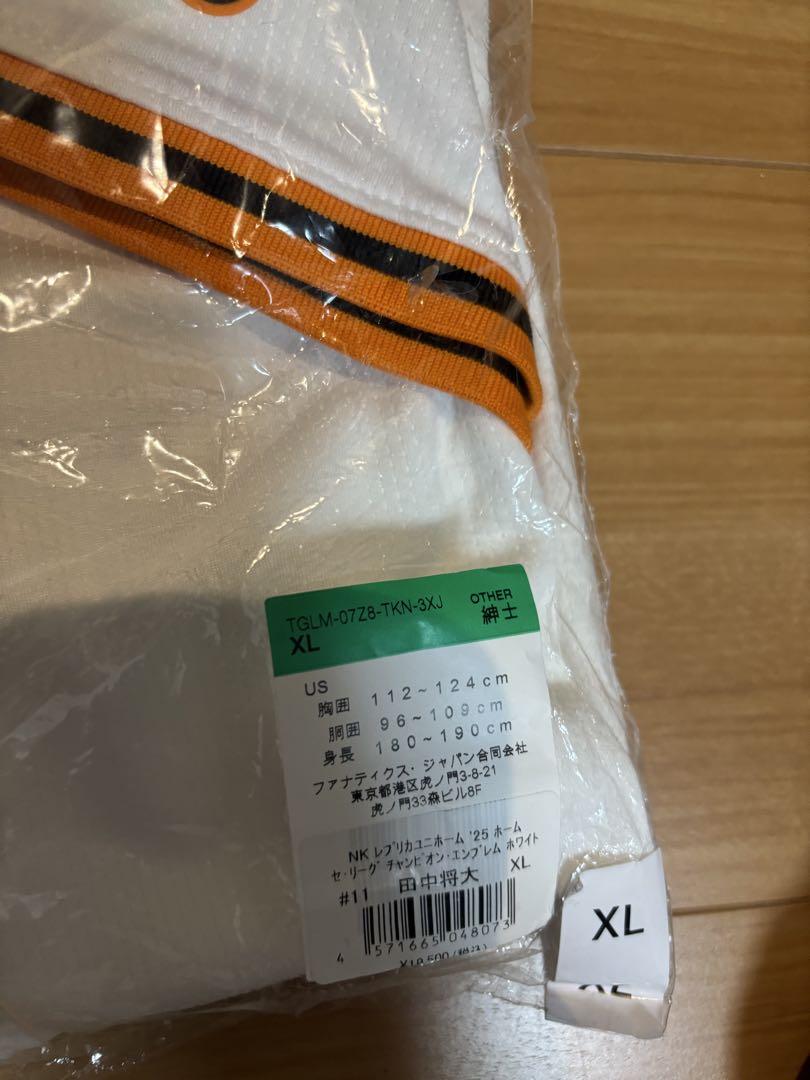 TGLM-07Z8-TKN-3XJ OTHER
XL 紳士
US
胸囲 112~124cm
胴囲 96~109cm
身長 180~190cm
ファナティクス・ジャパン合同会社
東京都港区虎ノ門3-8-21
虎ノ門33森ビル8F
NK レプリカユニホーム '25 ホーム
セ・リーグ チャンピオン・エンブレム ホワイト
#11 田中将大 XL
4 571665 048073
XL
XL